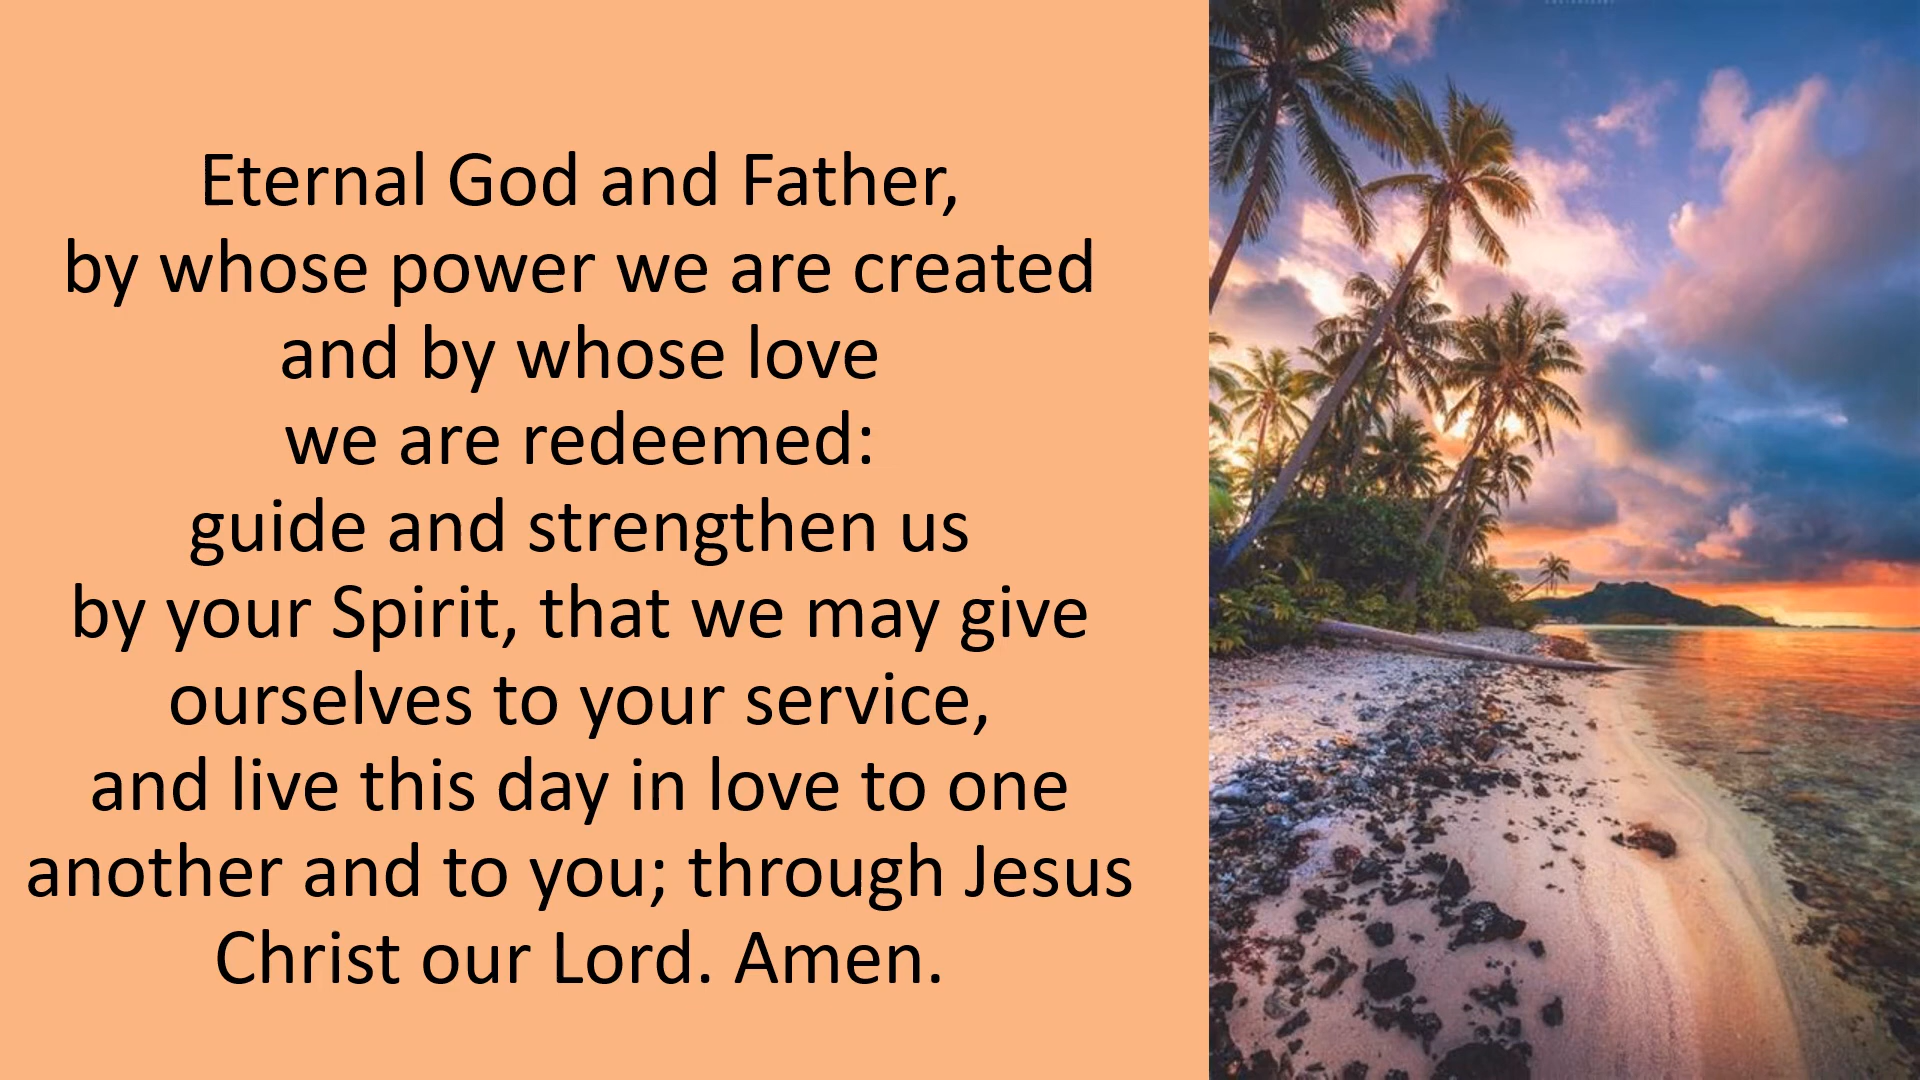 Eternal God and Father,
by whose power we are created
and by whose love
we are redeemed:
guide and strengthen us
by your Spirit, that we may give
ourselves to your service,
and live this day in love to one
another and to you; through Jesus
Christ our Lord. Amen.